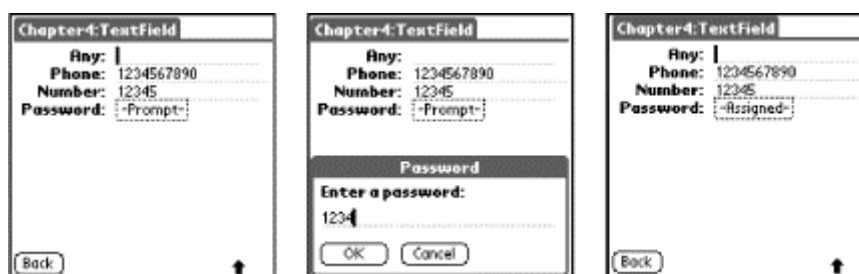 Chapter4:TextField
Any:
Phone: 1234567890
Number: 12345
Password: -Prompt-
Back
Chapter4:TextField
Any:
Phone: 1234567890
Number: 12345
Password: -Prompt-
Password
Enter a password:
1234
OK Cancel
Chapter4:TextField
Any:
Phone: 1234567890
Number: 12345
Password: -Assigned-
Back